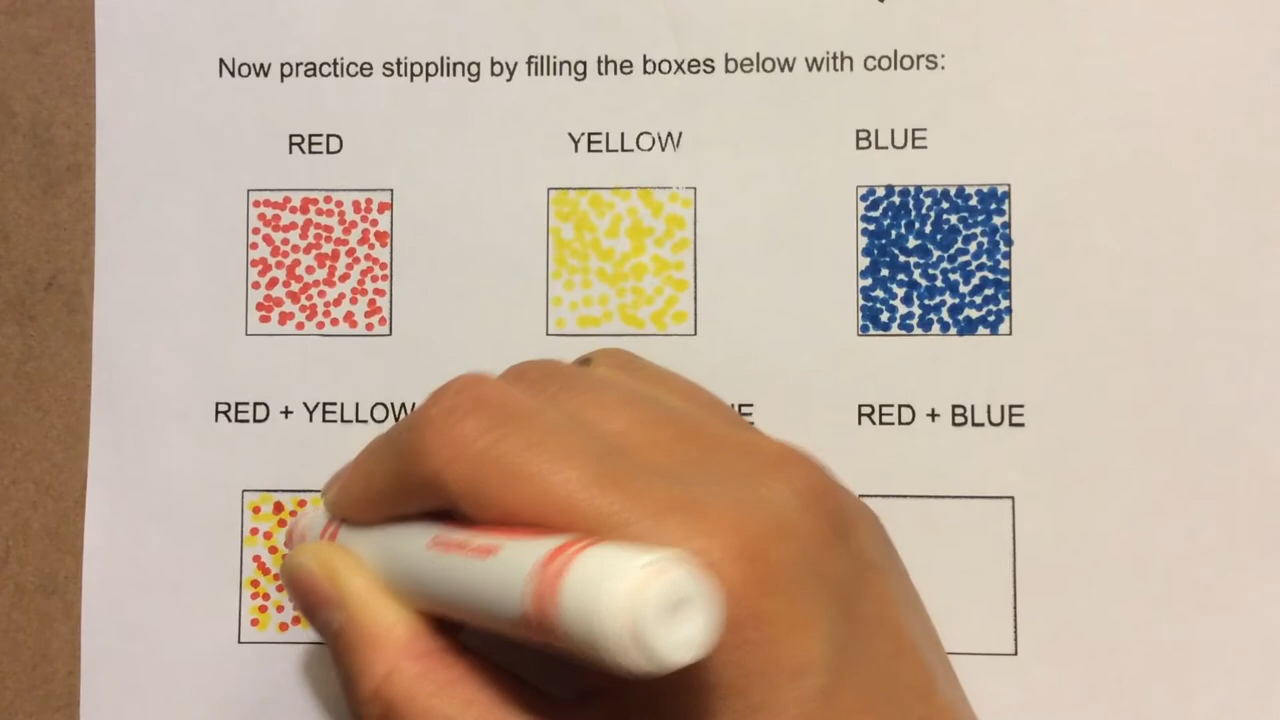 Now practice stippling by filling the boxes below with colors:
RED YELLOW BLUE
RED + YELLOW RED + BLUE